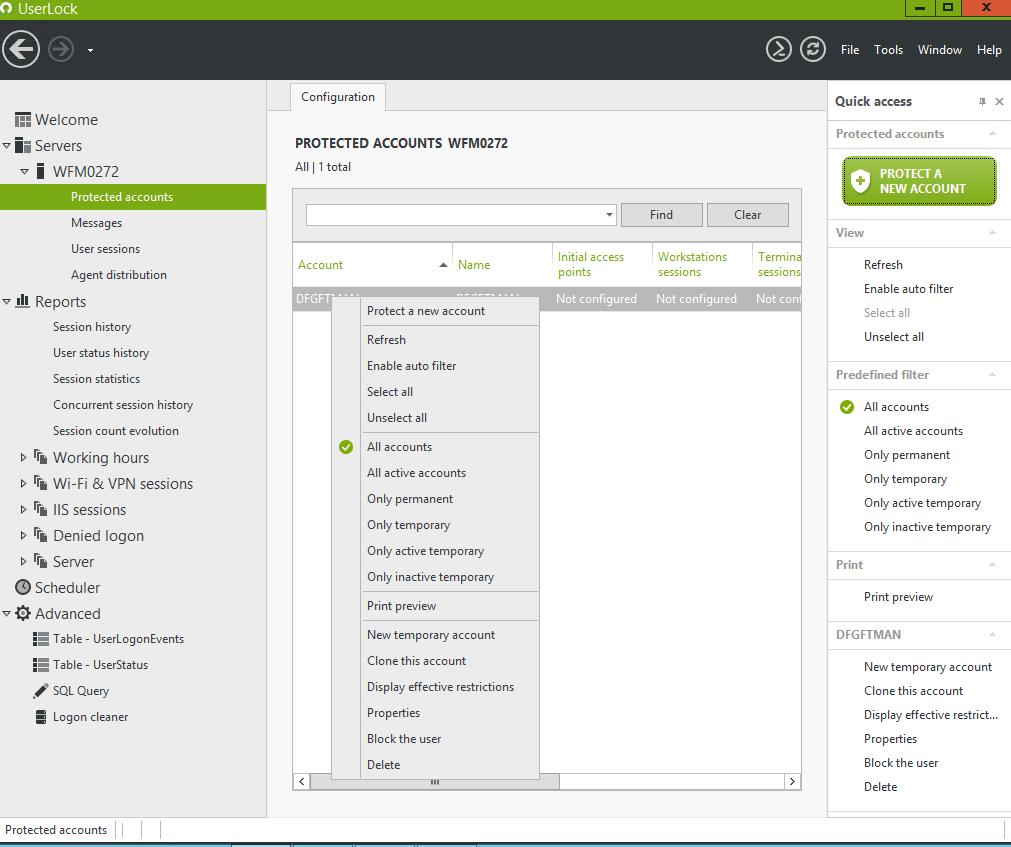 UserLock
File Tools Window Help
Welcome
Servers
WFM0272
Protected accounts
Messages
User sessions
Agent distribution
Reports
Session history
User status history
Session statistics
Concurrent session history
Session count evolution
Working hours
Wi-Fi & VPN sessions
IIS sessions
Denied logon
Server
Scheduler
Advanced
Table - UserLogonEvents
Table - UserStatus
SQL Query
Logon cleaner
Configuration
PROTECTED ACCOUNTS WFM0272
All | 1 total
Find Clear
Account Name Initial access points Workstations sessions Termina sessions
DFGFTMAN DFGFTMAN Not configured Not configured Not conf
Protect a new account
Refresh
Enable auto filter
Select all
Unselect all
All accounts
All active accounts
Only permanent
Only temporary
Only active temporary
Only inactive temporary
Print preview
New temporary account
Clone this account
Display effective restrictions
Properties
Block the user
Delete
Quick access
Protected accounts
PROTECT A
NEW ACCOUNT
View
Refresh
Enable auto filter
Select all
Unselect all
Predefined filter
All accounts
All active accounts
Only permanent
Only temporary
Only active temporary
Only inactive temporary
Print
Print preview
DFGFTMAN
New temporary account
Clone this account
Display effective restrict...
Properties
Block the user
Delete
Protected accounts